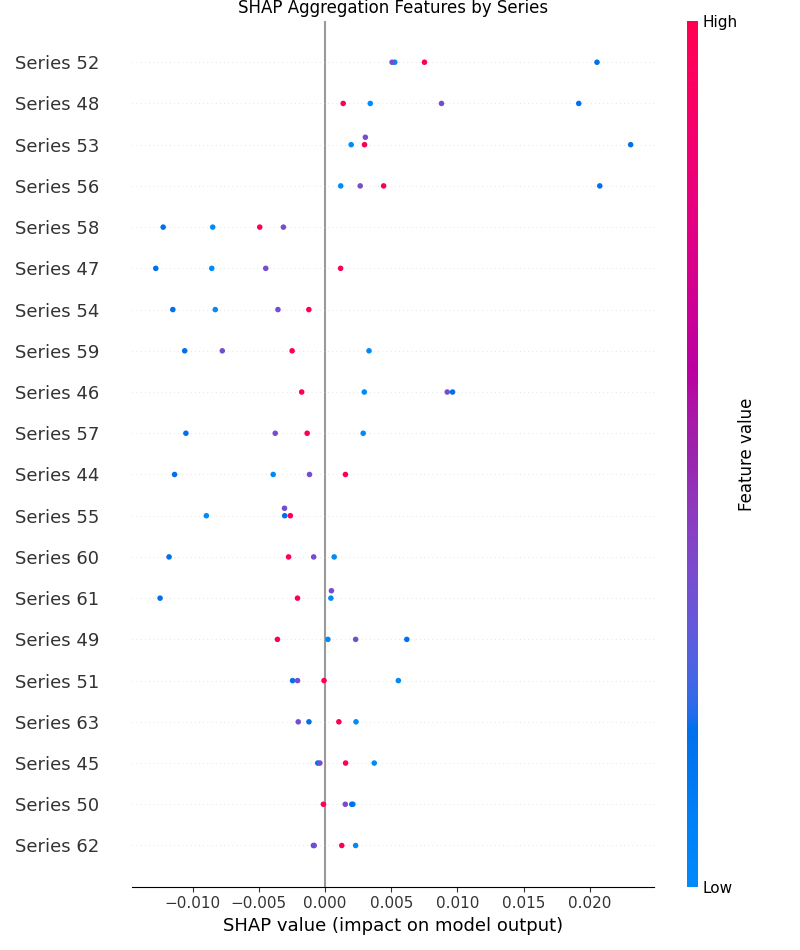 SHAP Aggregation Features by Series
High
Series 52
Series 48
Series 53
Series 56
Series 58
Series 47
Series 54
Series 59
Series 46
Series 57
Series 44
Series 55
Series 60
Series 61
Series 49
Series 51
Series 63
Series 45
Series 50
Series 62
Feature value
Low
−0.010 −0.005 0.000 0.005 0.010 0.015 0.020
SHAP value (impact on model output)